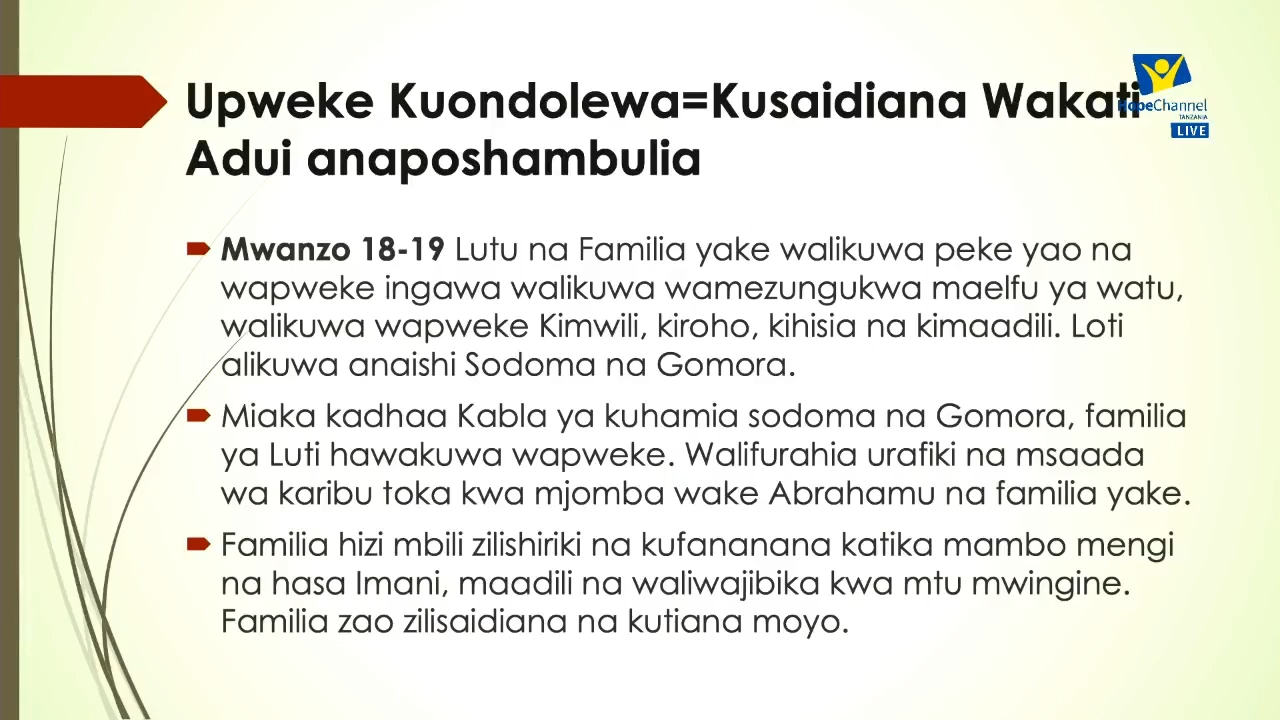 Upweke Kuondolewa=Kusaidiana Wakati
Adui anaposhambulia
HopeChannel
TANZANIA
LIVE
Mwanzo 18-19 Lutu na Familia yake walikuwa peke yao na
wapweke ingawa walikuwa wamezungukwa maelfu ya watu,
walikuwa wapweke Kimwili, kiroho, kihisia na kimaadili. Loti
alikuwa anaishi Sodoma na Gomora.
Miaka kadhaa Kabla ya kuhamia sodoma na Gomora, familia
ya Luti hawakuwa wapweke. Walifurahia urafiki na msaada
wa karibu toka kwa mjomba wake Abrahamu na familia yake.
Familia hizi mbili zilishiriki na kufananana katika mambo mengi
na hasa Imani, maadili na waliwajibika kwa mtu mwingine.
Familia zao zilisaidiana na kutiana moyo.